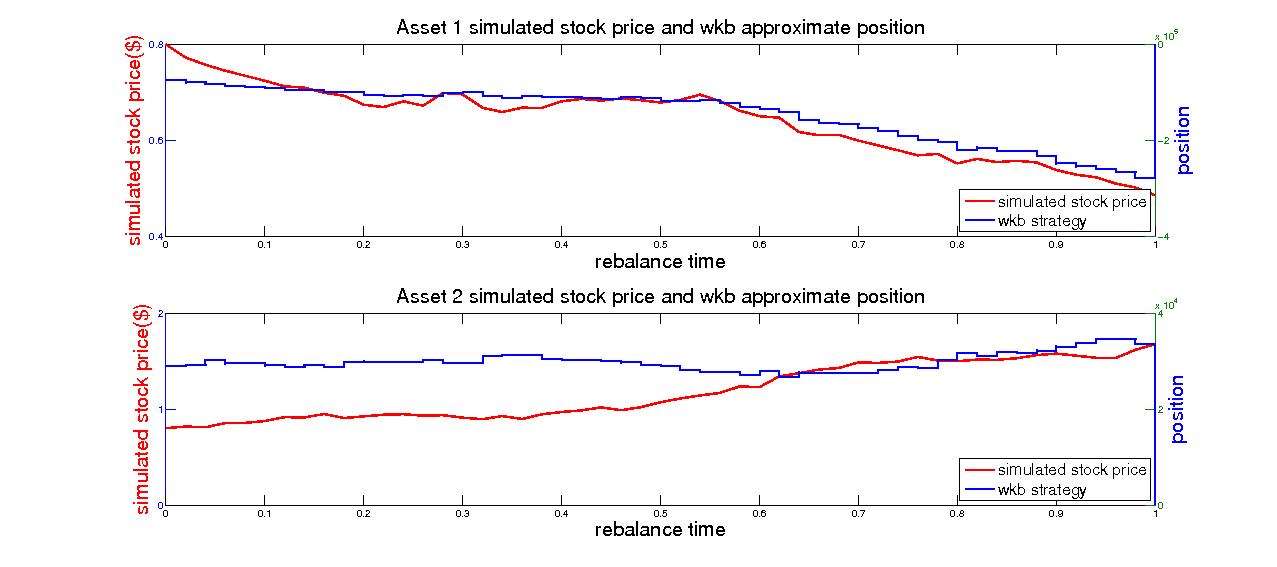 Asset 1 simulated stock price and wkb approximate position
x 10^5
0.8
0
simulated stock price($)
0.6
-2
position
simulated stock price
wkb strategy
0.4
-4
0 0.1 0.2 0.3 0.4 0.5 0.6 0.7 0.8 0.9 1
rebalance time
Asset 2 simulated stock price and wkb approximate position
x 10^4
2
4
simulated stock price($)
1
2
position
simulated stock price
wkb strategy
0
0
0 0.1 0.2 0.3 0.4 0.5 0.6 0.7 0.8 0.9 1
rebalance time